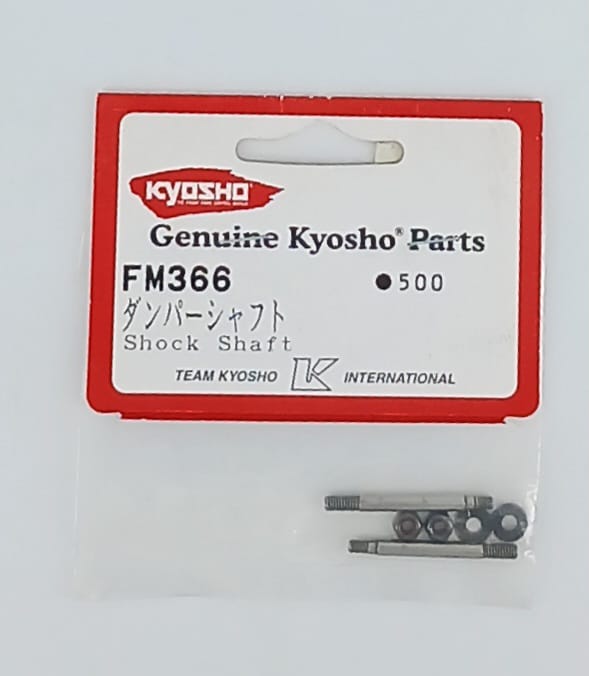 KYOSHO
Genuine Kyosho® Parts
FM366 ●500
ダンパーシャフト
Shock Shaft
TEAM KYOSHO K INTERNATIONAL